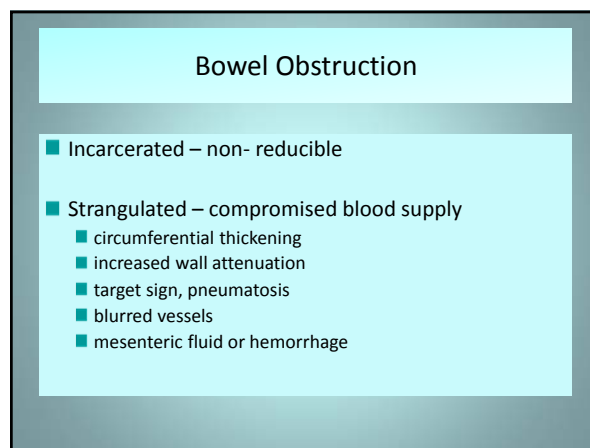 Bowel Obstruction
Incarcerated – non- reducible
Strangulated – compromised blood supply
circumferential thickening
increased wall attenuation
target sign, pneumatosis
blurred vessels
mesenteric fluid or hemorrhage